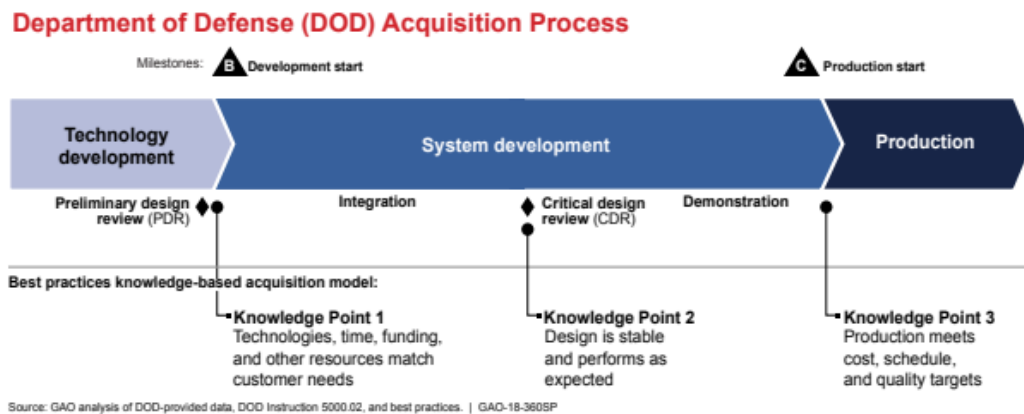 Department of Defense (DOD) Acquisition Process
Milestones: B Development start C Production start
Technology
development
System development
Production
Preliminary design
review (PDR)
Integration
Critical design
review (CDR)
Demonstration
Best practices knowledge-based acquisition model:
Knowledge Point 1
Technologies, time, funding,
and other resources match
customer needs
Knowledge Point 2
Design is stable
and performs as
expected
Knowledge Point 3
Production meets
cost, schedule,
and quality targets
Source: GAO analysis of DOD-provided data, DOD Instruction 5000.02, and best practices. | GAO-18-360SP